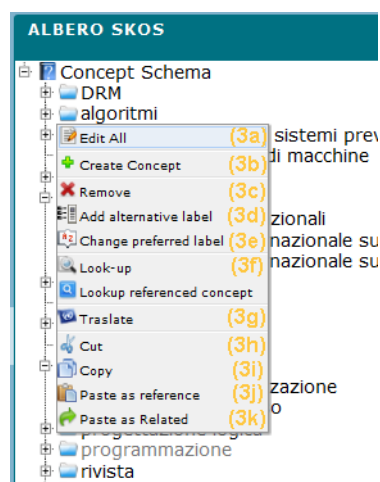 ALBERO SKOS
Concept Schema
DRM
algoritmi
Edit All (3a)
sistemi prev
di macchine
Create Concept (3b)
Remove (3c)
Add alternative label (3d)
zionali
Change preferred label (3e)
nazionale su
Look-up (3f)
nazionale su
Lookup referenced concept
Traslate (3g)
Cut (3h)
Copy (3i)
zazione
Paste as reference (3j)
Paste as Related (3k)
progettazione logica
programmazione
rivista